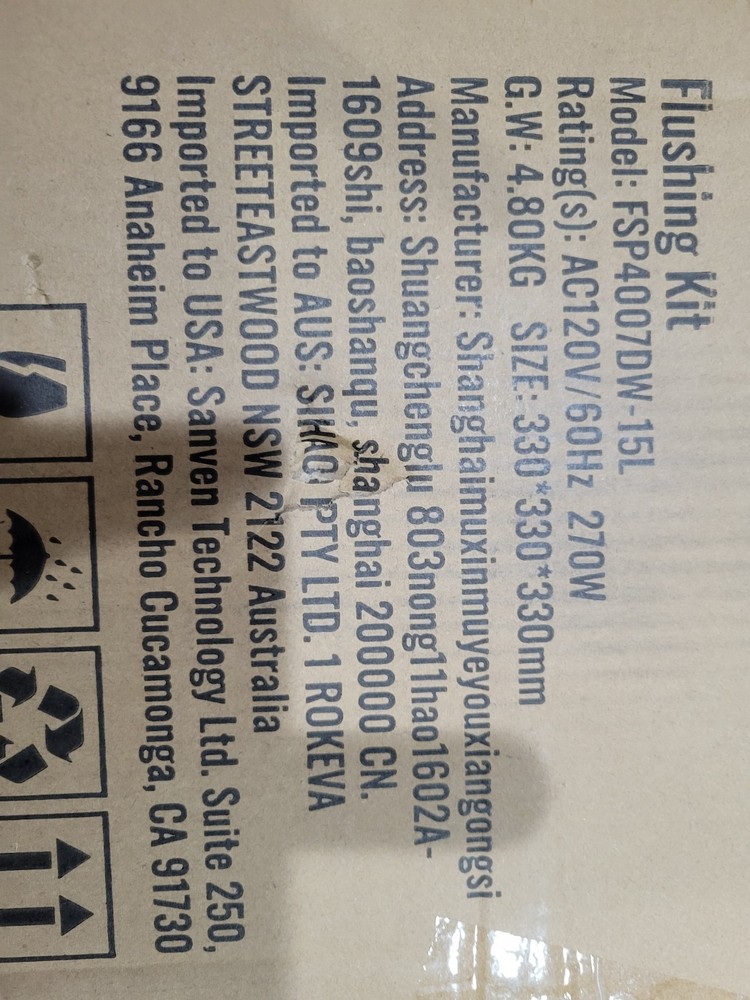 Flushing Kit
Model: FSP4007DW-15L
Rating(s): AC120V/60Hz 270W
G.W: 4.80KG SIZE: 330*330*330mm
Manufacturer: Shanghaimuxinmuyeyouxiangongsi
Address: Shuangchenglu 803nong11hao1602A-
1609shi, baoshanqu, shanghai 200000 CN.
Imported to AUS: SIHAO PTY LTD. 1 ROKEVA
STREETEASTWOOD NSW 2122 Australia
Imported to USA: Sanven Technology Ltd. Suite 250,
9166 Anaheim Place, Rancho Cucamonga, CA 91730